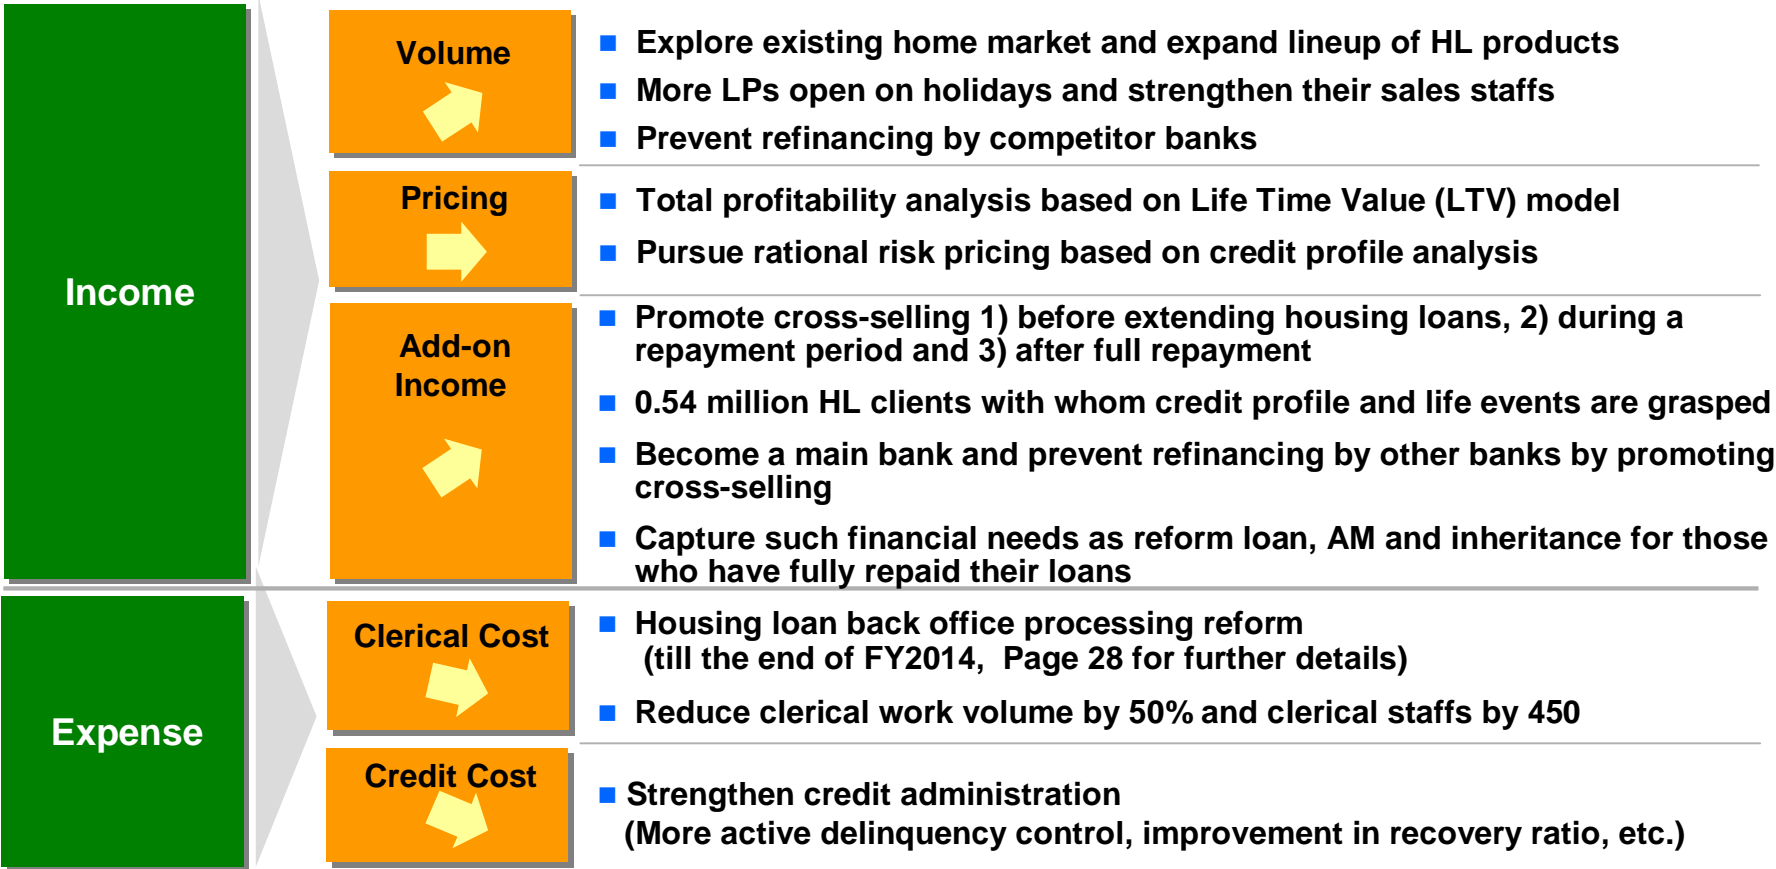 Income
Volume
Explore existing home market and expand lineup of HL products
More LPs open on holidays and strengthen their sales staffs
Prevent refinancing by competitor banks
Pricing
Total profitability analysis based on Life Time Value (LTV) model
Pursue rational risk pricing based on credit profile analysis
Add-on
Income
Promote cross-selling 1) before extending housing loans, 2) during a
repayment period and 3) after full repayment
0.54 million HL clients with whom credit profile and life events are grasped
Become a main bank and prevent refinancing by other banks by promoting
cross-selling
Capture such financial needs as reform loan, AM and inheritance for those
who have fully repaid their loans
Expense
Clerical Cost
Housing loan back office processing reform
(till the end of FY2014, Page 28 for further details)
Reduce clerical work volume by 50% and clerical staffs by 450
Credit Cost
Strengthen credit administration
(More active delinquency control, improvement in recovery ratio, etc.)